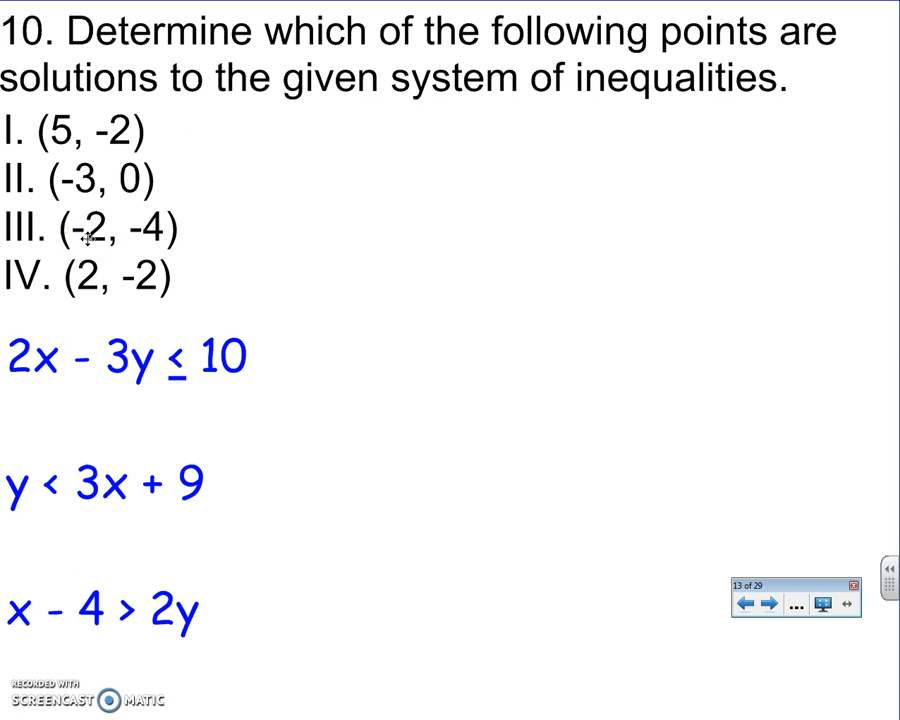 10. Determine which of the following points are
solutions to the given system of inequalities.
I. (5, -2)
II. (-3, 0)
III. (-2, -4)
IV. (2, -2)
2x - 3y ≤ 10
y < 3x + 9
x - 4 > 2y
13 of 29
...
RECORDED WITH
SCREENCAST MATIC